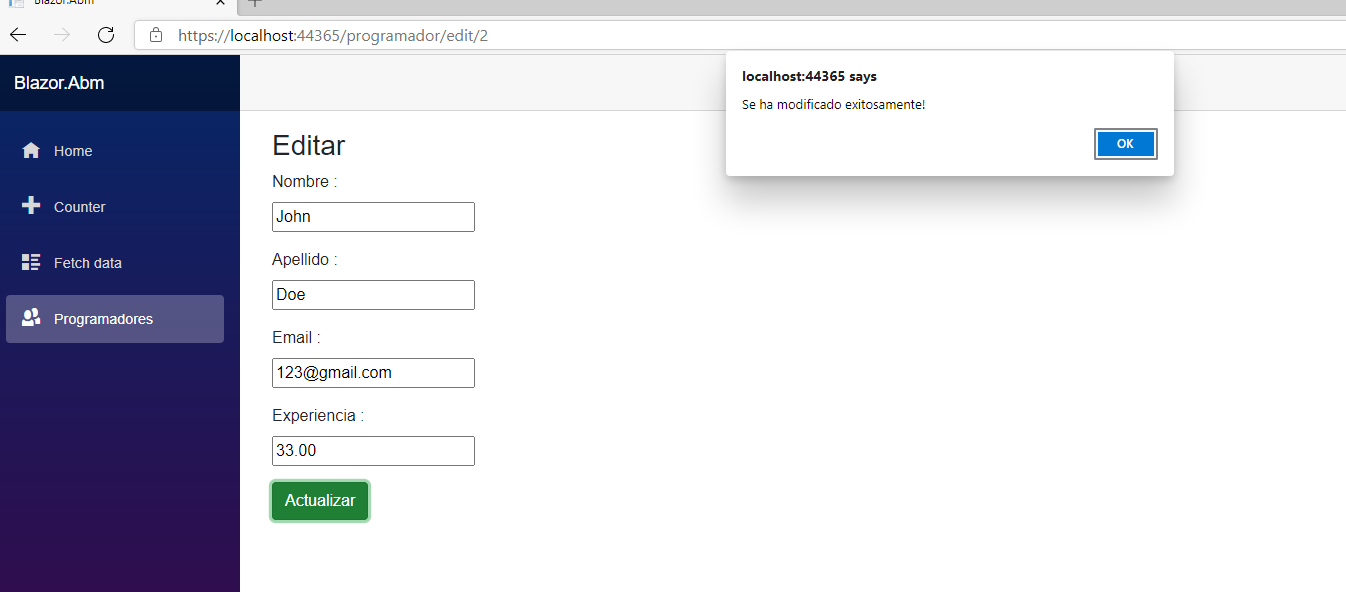 Blazor.Abm
https://localhost:44365/programador/edit/2
Blazor.Abm
Home
Counter
Fetch data
Programadores
localhost:44365 says
Se ha modificado exitosamente!
OK
Editar
Nombre :
John
Apellido :
Doe
Email :
123@gmail.com
Experiencia :
33.00
Actualizar